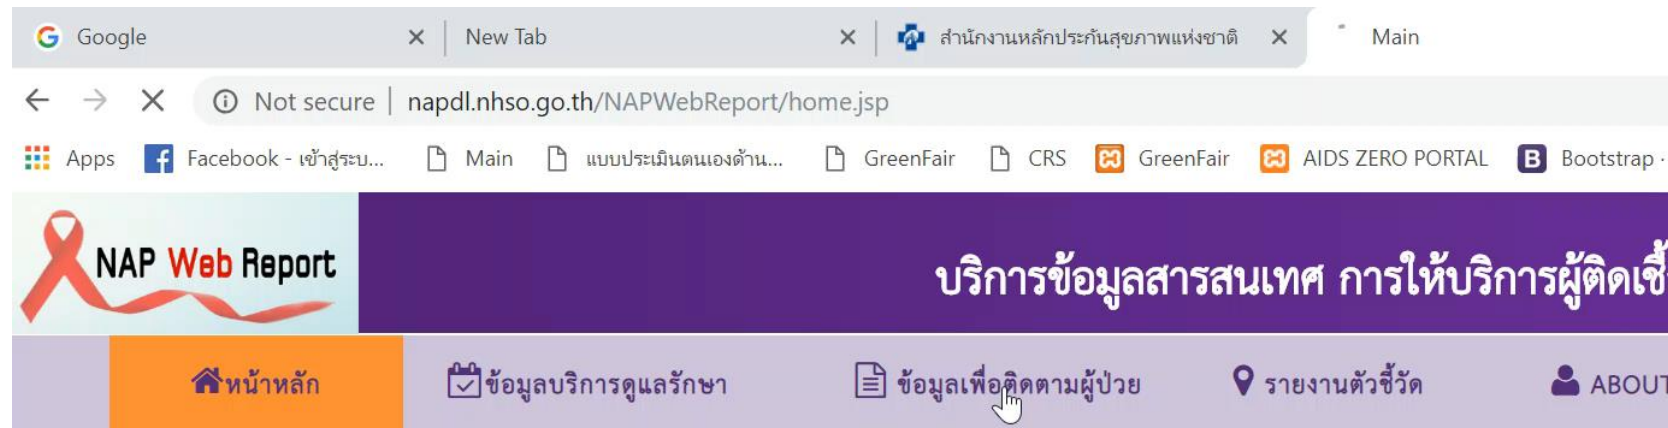 Google
New Tab
สำนักงานหลักประกันสุขภาพแห่งชาติ
Main
Not secure | napdl.nhso.go.th/NAPWebReport/home.jsp
Apps Facebook - เข้าสู่ระบ... Main แบบประเมินตนเองด้าน... GreenFair CRS GreenFair AIDS ZERO PORTAL B Bootstrap ·
NAP Web Report
บริการข้อมูลสารสนเทศ การให้บริการผู้ติดเชื้
หน้าหลัก ข้อมูลบริการดูแลรักษา ข้อมูลเพื่อติดตามผู้ป่วย รายงานตัวชี้วัด ABOUT